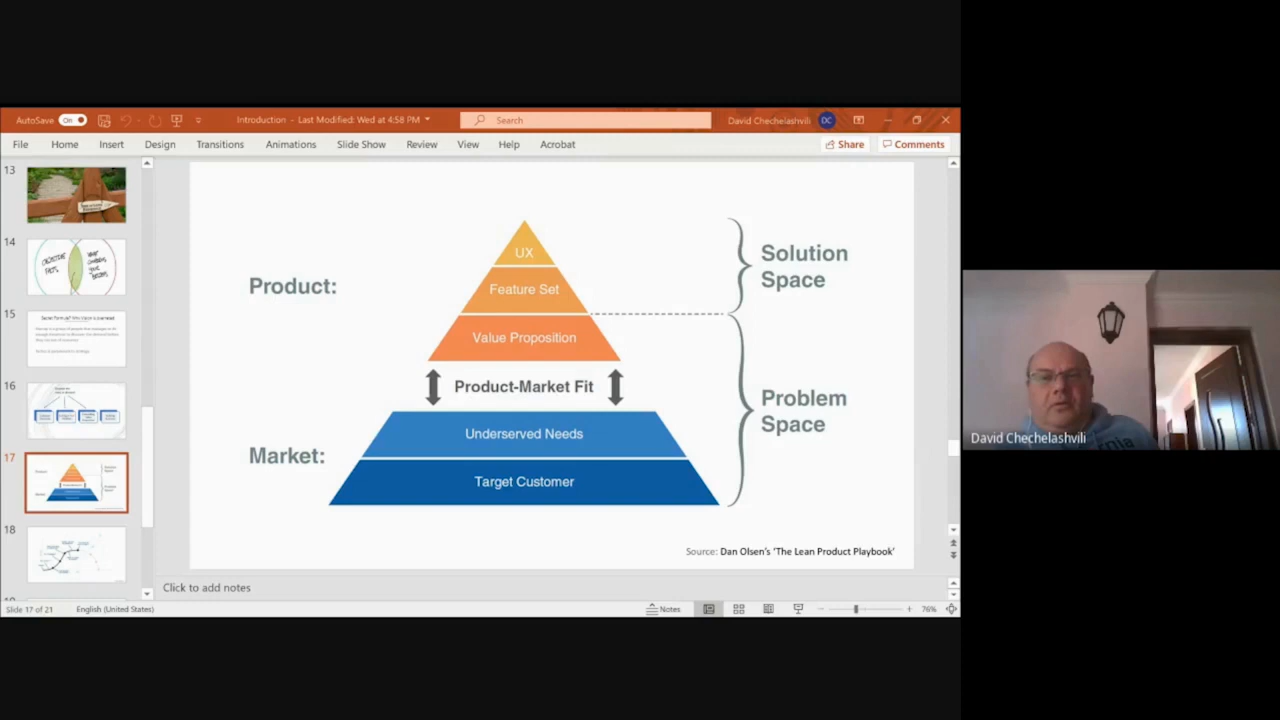 AutoSave On Introduction - Last Modified: Wed at 4:58 PM Search David Chechelashvili DC
File Home Insert Design Transitions Animations Slide Show Review View Help Acrobat Share Comments
13
14
15
16
17
18
Product:
Market:
UX
Feature Set
Value Proposition
Product-Market Fit
Underserved Needs
Target Customer
Solution
Space
Problem
Space
Source: Dan Olsen's 'The Lean Product Playbook'
Click to add notes
Slide 17 of 21 English (United States) Notes 76%
David Chechelashvili